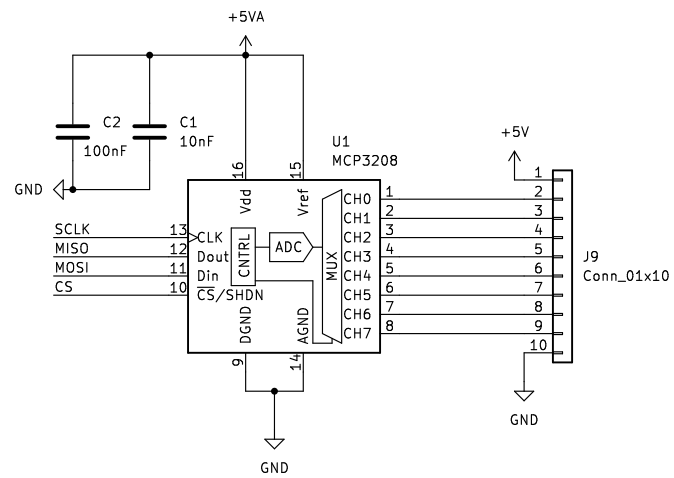 +5VA
C2
100nF
C1
10nF
U1
MCP3208
+5V
GND
16
15
Vdd
Vref
SCLK
13
CLK
MISO
12
Dout
MOSI
11
Din
CS
10
CS/SHDN
CNTRL
ADC
MUX
CH0
1
CH1
2
CH2
3
CH3
4
CH4
5
CH5
6
CH6
7
CH7
8
DGND
AGND
9
14
GND
1
2
3
4
5
6
7
8
9
10
J9
Conn_01x10
GND